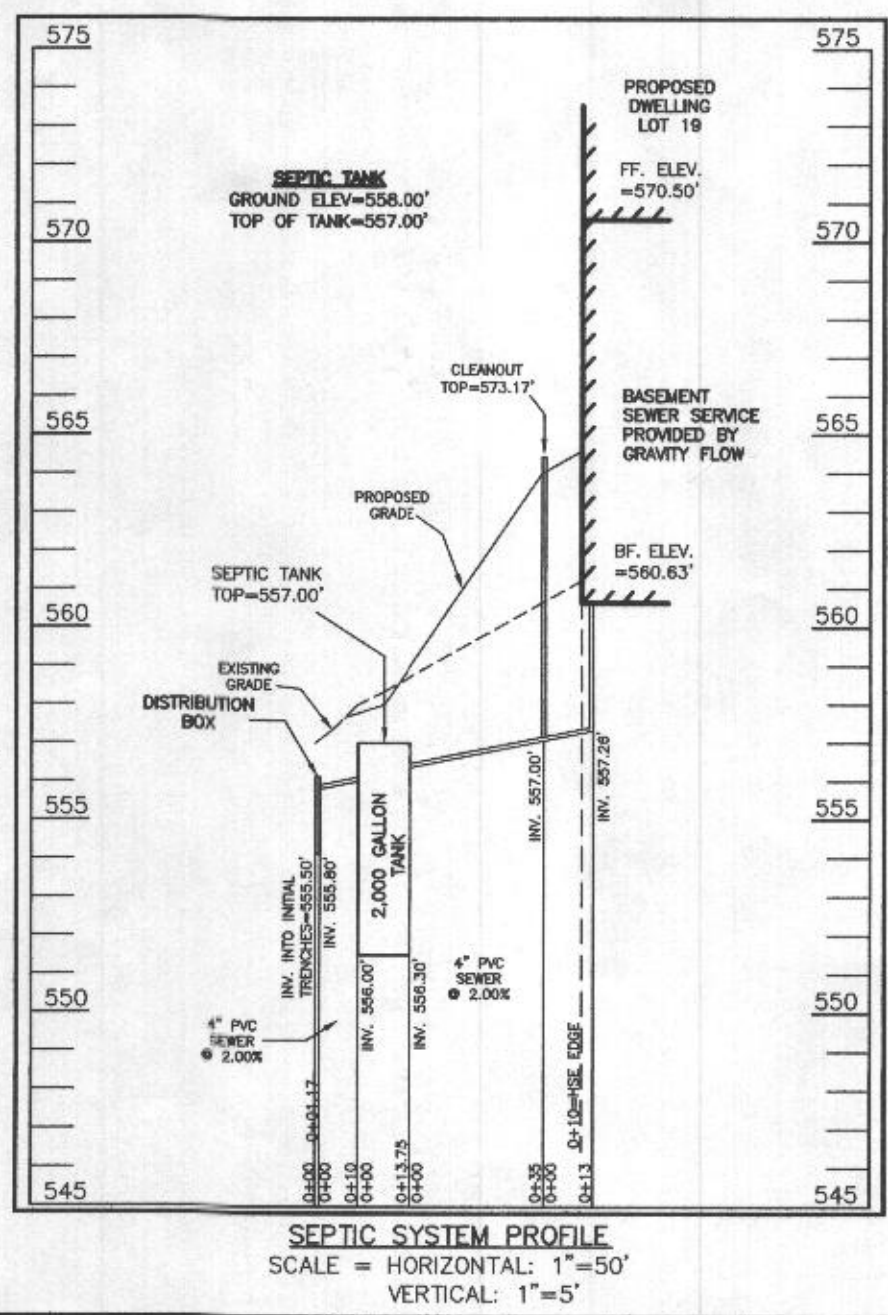 575
575
PROPOSED
DWELLING
LOT 19
SEPTIC TANK
GROUND ELEV=558.00'
TOP OF TANK=557.00'
FF. ELEV.
=570.50'
570
570
CLEANOUT
TOP=573.17'
BASEMENT
SEWER SERVICE
PROVIDED BY
GRAVITY FLOW
565
565
PROPOSED
GRADE
BF. ELEV.
=560.63'
SEPTIC TANK
TOP=557.00'
560
560
EXISTING
GRADE
DISTRIBUTION
BOX
555
555
INV. INTO INITIAL
TRENCHES=555.50'
INV. 555.80'
2,000 GALLON
TANK
INV. 557.00'
INV. 557.26'
INV. 556.00'
INV. 556.30'
4" PVC
SEWER
@ 2.00%
550
550
4" PVC
SEWER
@ 2.00%
0+10=HSE EDGE
0+00
0+01.17
0+00
0+10
0+00
0+13.75
0+00
0+35
0+00
0+13
545
545
SEPTIC SYSTEM PROFILE
SCALE = HORIZONTAL: 1"=50'
VERTICAL: 1"=5'